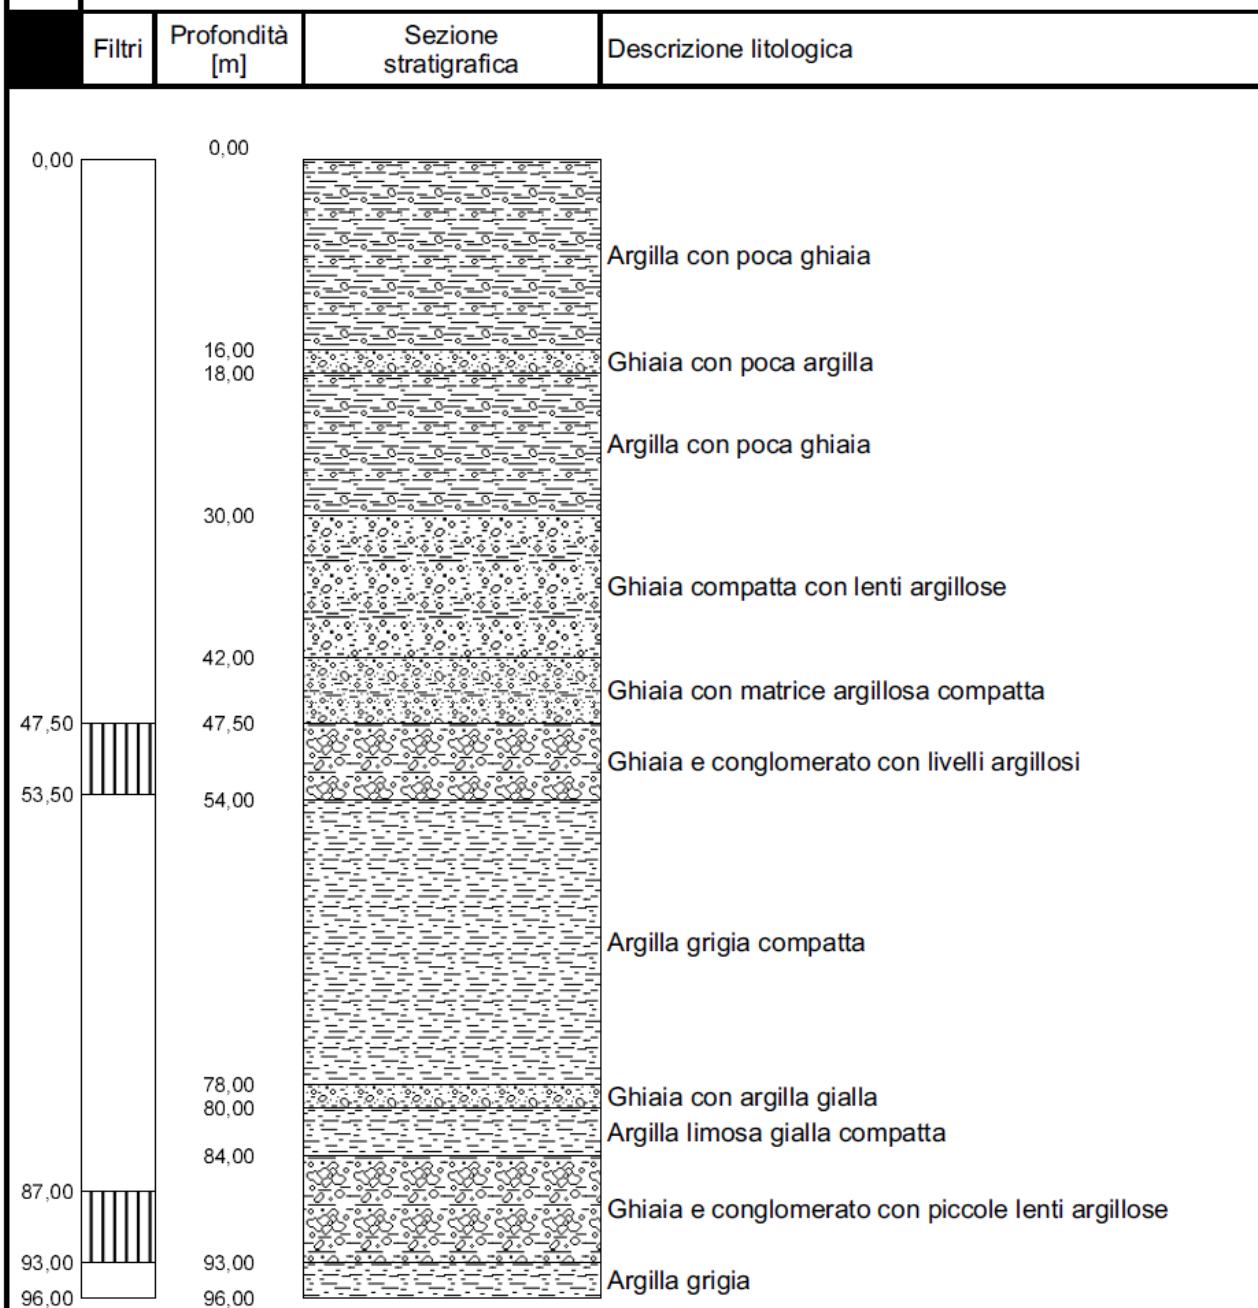 Filtri
Profondità
[m]
Sezione
stratigrafica
Descrizione litologica
0,00 0,00
Argilla con poca ghiaia
16,00
Ghiaia con poca argilla
18,00
Argilla con poca ghiaia
30,00
Ghiaia compatta con lenti argillose
42,00
Ghiaia con matrice argillosa compatta
47,50 47,50
Ghiaia e conglomerato con livelli argillosi
53,50 54,00
Argilla grigia compatta
78,00
Ghiaia con argilla gialla
80,00
Argilla limosa gialla compatta
84,00
87,00
Ghiaia e conglomerato con piccole lenti argillose
93,00 93,00
Argilla grigia
96,00 96,00